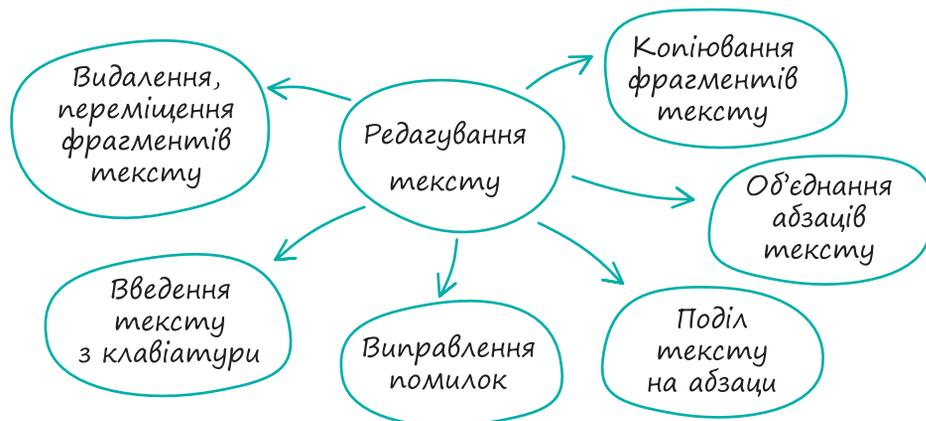 Редагування
тексту
Видалення,
переміщення
фрагментів
тексту
Копіювання
фрагментів
тексту
Об'єднання
абзаців
тексту
Введення
тексту
з клавіатури
Виправлення
помилок
Поділ
тексту
на абзаци